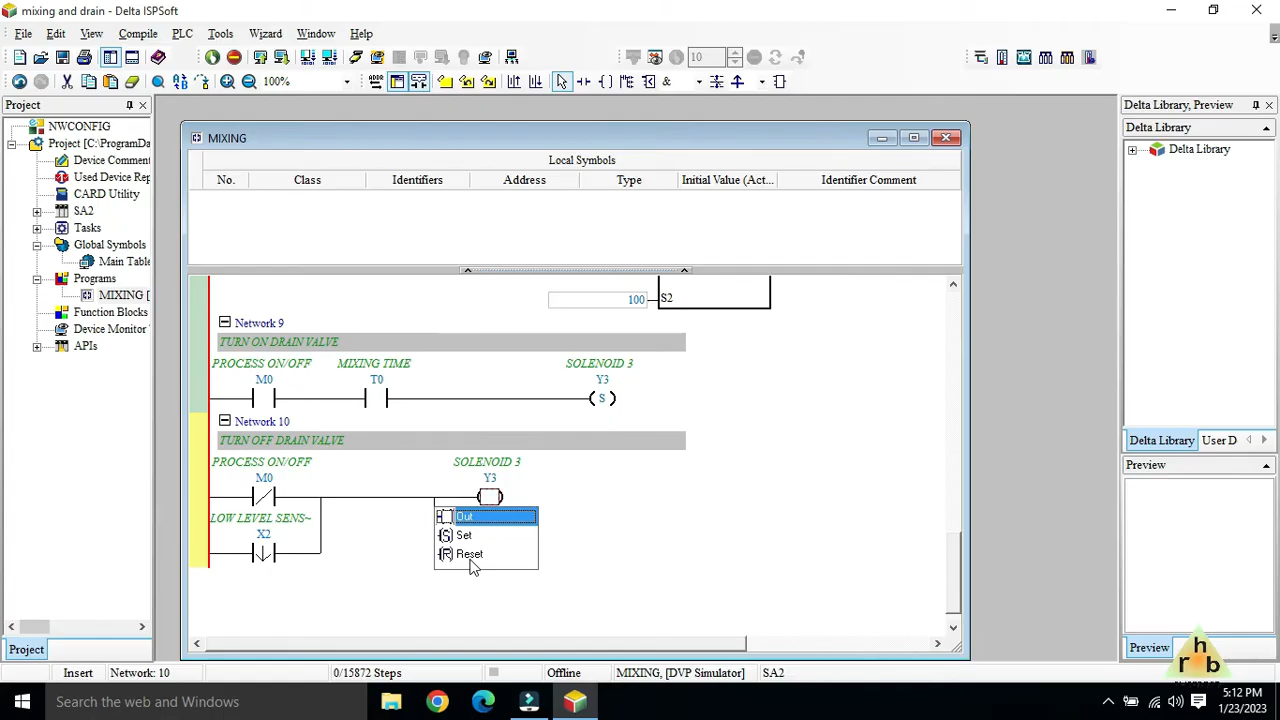 mixing and drain - Delta ISPSoft
File Edit View Compile PLC Tools Wizard Window Help
10
100%
&
Project
NWCONFIG
Project [C:\ProgramDa
Device Comment
Used Device Rep
CARD Utility
SA2
Tasks
Global Symbols
Main Table
Programs
MIXING [
Function Blocks
Device Monitor
APIs
Project
MIXING
Local Symbols
No. Class Identifiers Address Type Initial Value (Act... Identifier Comment
100 S2
Network 9
TURN ON DRAIN VALVE
PROCESS ON/OFF MIXING TIME SOLENOID 3
M0 T0 Y3
S
Network 10
TURN OFF DRAIN VALVE
PROCESS ON/OFF SOLENOID 3
M0 Y3
LOW LEVEL SENS~
X2
Out
Set
Reset
Delta Library, Preview
Delta Library
Delta Library
Delta Library User D
Preview
Preview
h
r b
Insert Network: 10 0/15872 Steps Offline MIXING, [DVP Simulator] SA2
Search the web and Windows
5:12 PM
1/23/2023